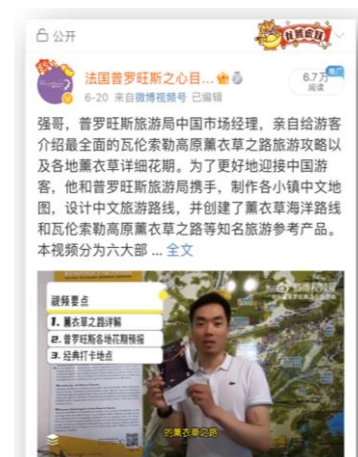 公开
法国普罗旺斯之心目...
6-20 来自微博视频号 已编辑
6.7万
阅读
推广
强哥，普罗旺斯旅游局中国市场经理，亲自给游客
介绍最全面的瓦伦索勒高原薰衣草之路旅游攻略以
及各地薰衣草详细花期。为了更好地迎接中国游
客，他和普罗旺斯旅游局携手，制作各小镇中文地
图，设计中文旅游路线，并创建了薰衣草海洋路线
和瓦伦索勒高原薰衣草之路等知名旅游参考产品。
本视频分为六大部 ... 全文
视频要点
1. 薰衣草之路详解
2. 普罗旺斯各地花期预报
3. 经典打卡地点
的薰衣草之路